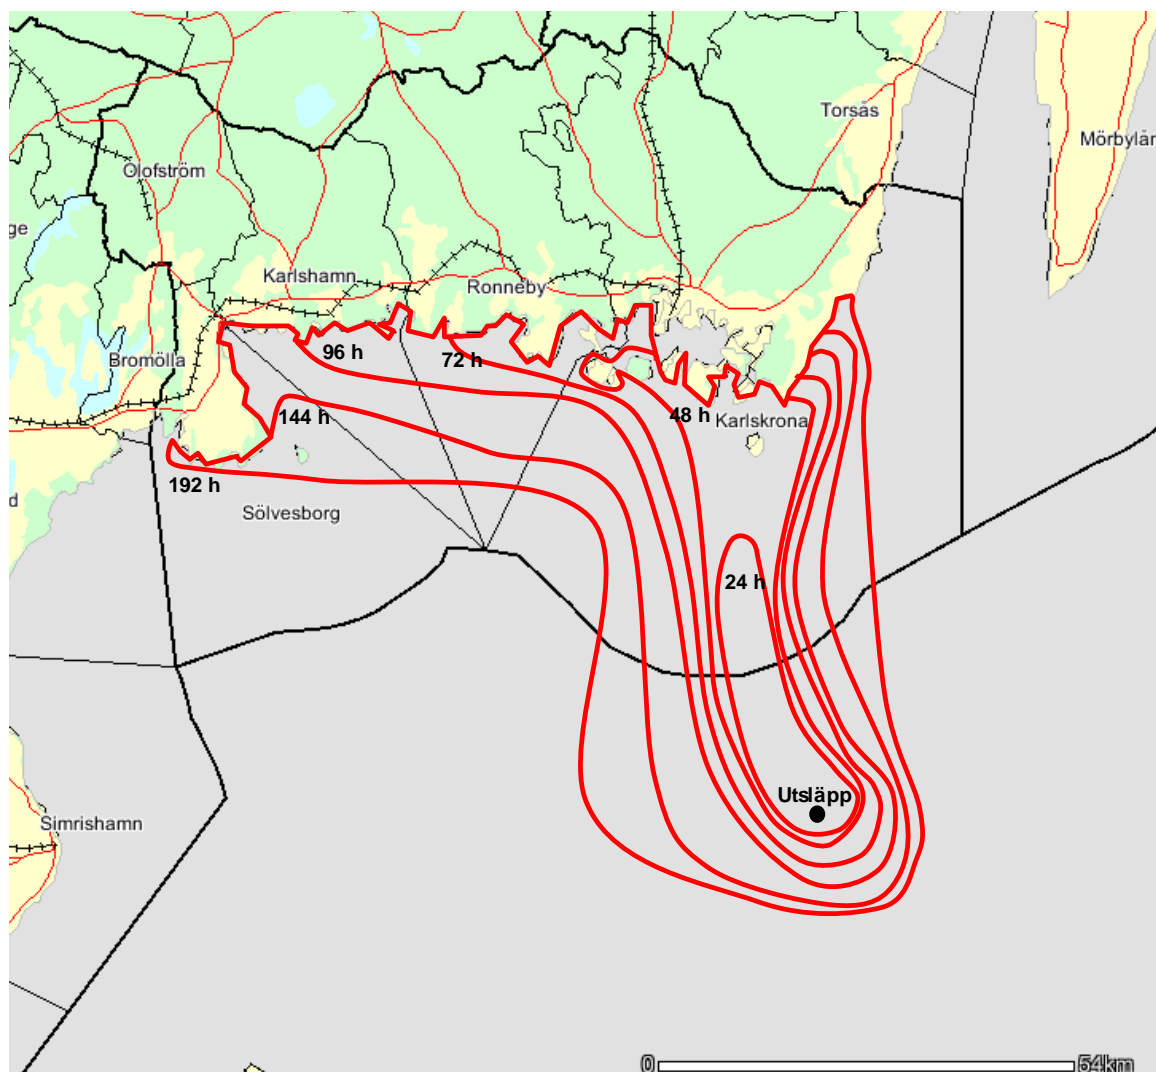 Torsås
Mörbylån
Olofström
ge
Karlshamn
Ronneby
96 h
72 h
Bromölla
144 h
48 h
Karlskrona
192 h
d
Sölvesborg
24 h
Utsläpp
Simrishamn
0
54km